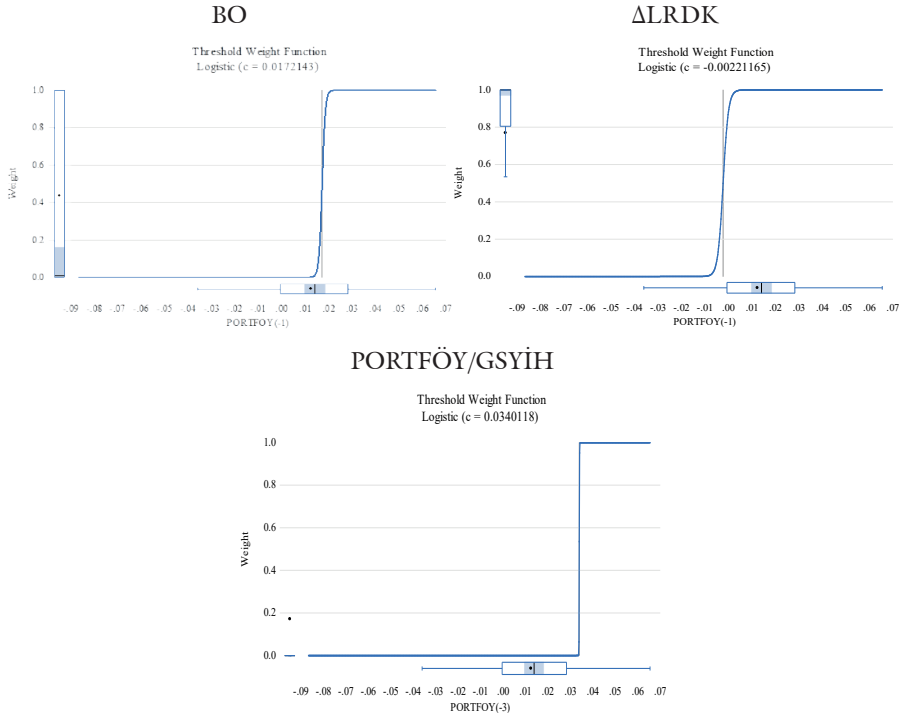 BO
Threshold Weight Function
Logistic (c = 0.0172143)
1.0
0.8
0.6
0.4
0.2
0.0
Weight
-.09 -.08 -.07 -.06 -.05 -.04 -.03 -.02 -.01 .00 .01 .02 .03 .04 .05 .06 .07
PORTFOY(-1)
ΔLRDK
Threshold Weight Function
Logistic (c = -0.00221165)
1.0
0.8
0.6
0.4
0.2
0.0
Weight
-.09 -.08 -.07 -.06 -.05 -.04 -.03 -.02 -.01 .00 .01 .02 .03 .04 .05 .06 .07
PORTFOY(-1)
PORTFÖY/GSYİH
Threshold Weight Function
Logistic (c = 0.0340118)
1.0
0.8
0.6
0.4
0.2
0.0
Weight
-.09 -.08 -.07 -.06 -.05 -.04 -.03 -.02 -.01 .00 .01 .02 .03 .04 .05 .06 .07
PORTFOY(-3)